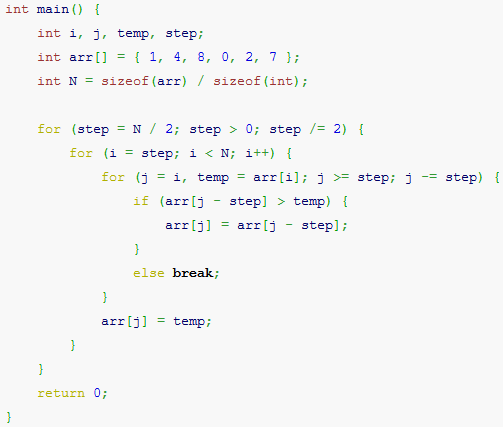 int main() {
    int i, j, temp, step;
    int arr[] = { 1, 4, 8, 0, 2, 7 };
    int N = sizeof(arr) / sizeof(int);

    for (step = N / 2; step > 0; step /= 2) {
        for (i = step; i < N; i++) {
            for (j = i, temp = arr[i]; j >= step; j -= step) {
                if (arr[j - step] > temp) {
                    arr[j] = arr[j - step];
                }
                else break;
            }
            arr[j] = temp;
        }
    }
    return 0;
}